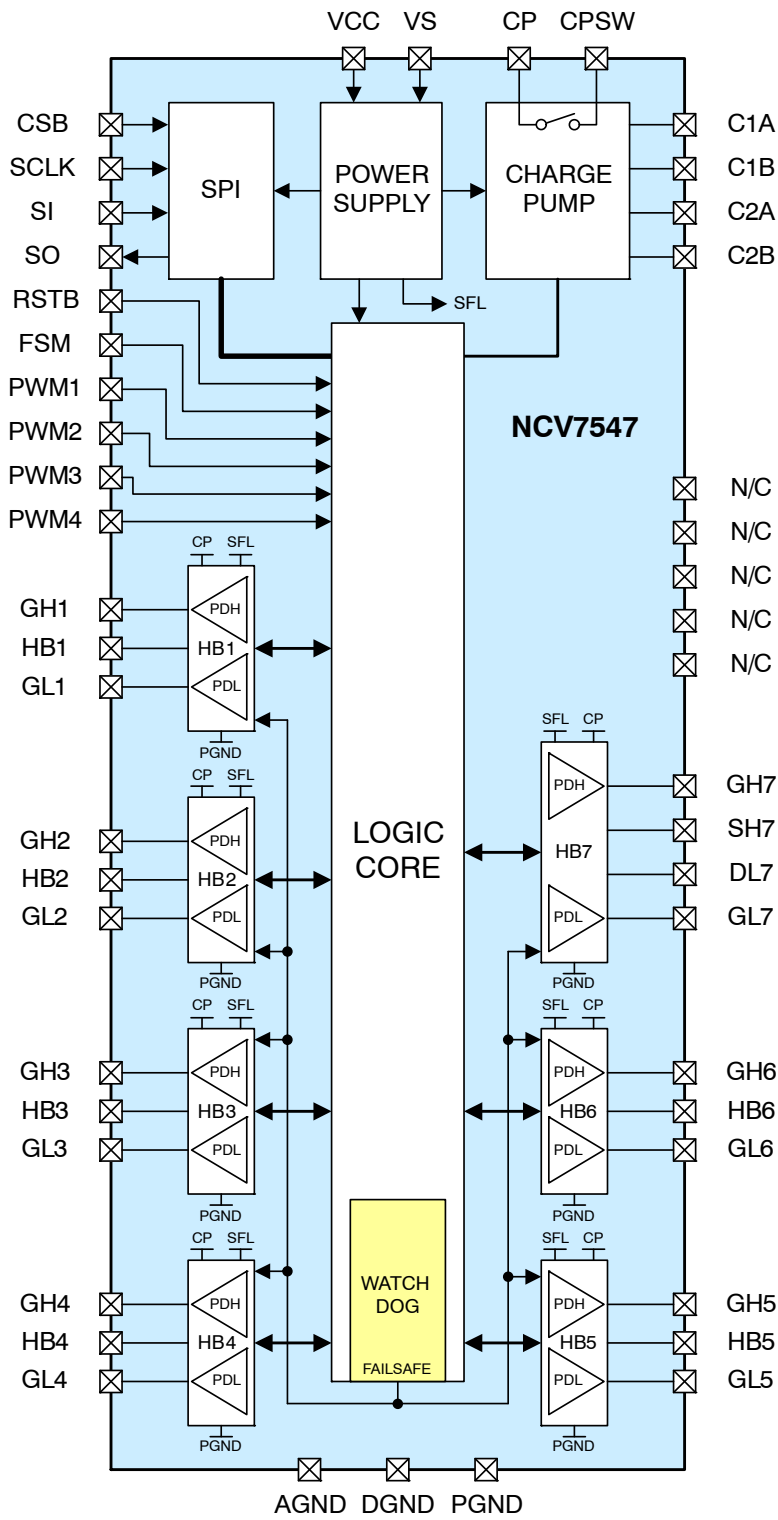 VCC VS CP CPSW
CSB
SCLK
SI
SO
RSTB
FSM
PWM1
PWM2
PWM3
PWM4
SPI
POWER
SUPPLY
CHARGE
PUMP
C1A
C1B
C2A
C2B
SFL
NCV7547
N/C
N/C
N/C
N/C
N/C
LOGIC
CORE
CP SFL
GH1
HB1
GL1
PDH
HB1
PDL
PGND
CP SFL
GH2
HB2
GL2
PDH
HB2
PDL
PGND
CP SFL
GH3
HB3
GL3
PDH
HB3
PDL
PGND
CP SFL
GH4
HB4
GL4
PDH
HB4
PDL
PGND
SFL CP
PDH
HB7
PDL
PGND
GH7
SH7
DL7
GL7
SFL CP
PDH
HB6
PDL
PGND
GH6
HB6
GL6
SFL CP
PDH
HB5
PDL
PGND
GH5
HB5
GL5
WATCH
DOG
FAILSAFE
AGND DGND PGND